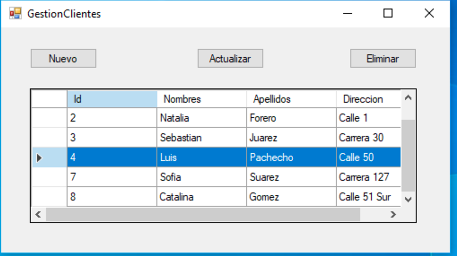 GestionClientes
Nuevo Actualizar Eliminar
Id Nombres Apellidos Direccion
2 Natalia Forero Calle 1
3 Sebastian Juarez Carrera 30
4 Luis Pachecho Calle 50
7 Sofia Suarez Carrera 127
8 Catalina Gomez Calle 51 Sur